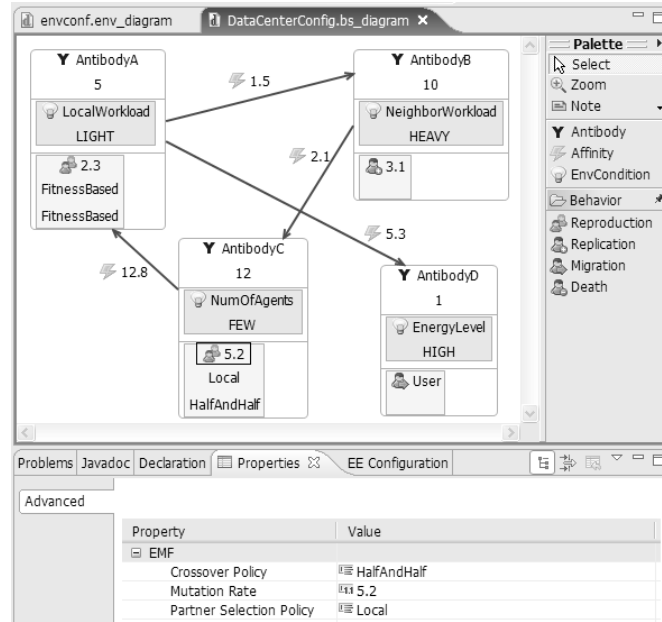 envconf.env_diagram DataCenterConfig.bs_diagram
AntibodyA
5
LocalWorkload
LIGHT
2.3
FitnessBased
FitnessBased
1.5
AntibodyB
10
NeighborWorkload
HEAVY
3.1
2.1
5.3
12.8
AntibodyC
12
NumOfAgents
FEW
5.2
Local
HalfAndHalf
AntibodyD
1
EnergyLevel
HIGH
User
Palette
Select
Zoom
Note
Antibody
Affinity
EnvCondition
Behavior
Reproduction
Replication
Migration
Death
Problems Javadoc Declaration Properties EE Configuration
Advanced
Property Value
EMF
Crossover Policy HalfAndHalf
Mutation Rate 5.2
Partner Selection Policy Local